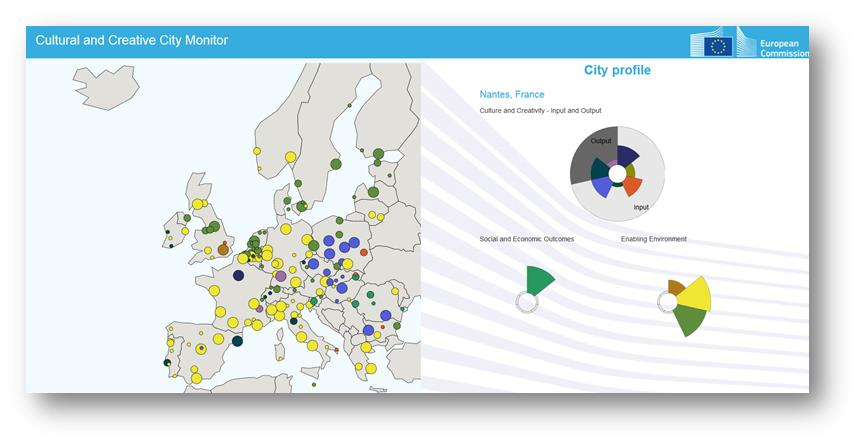 Cultural and Creative City Monitor
European
Commission
City profile
Nantes, France
Culture and Creativity - Input and Output
Output
Input
Social and Economic Outcomes
Enabling Environment